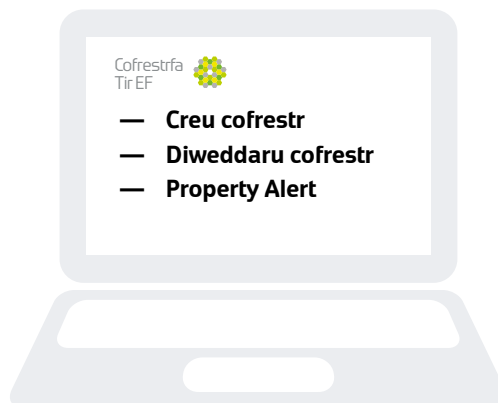 Cofrestrfa
Tir EF
— Creu cofrestr
— Diweddaru cofrestr
— Property Alert